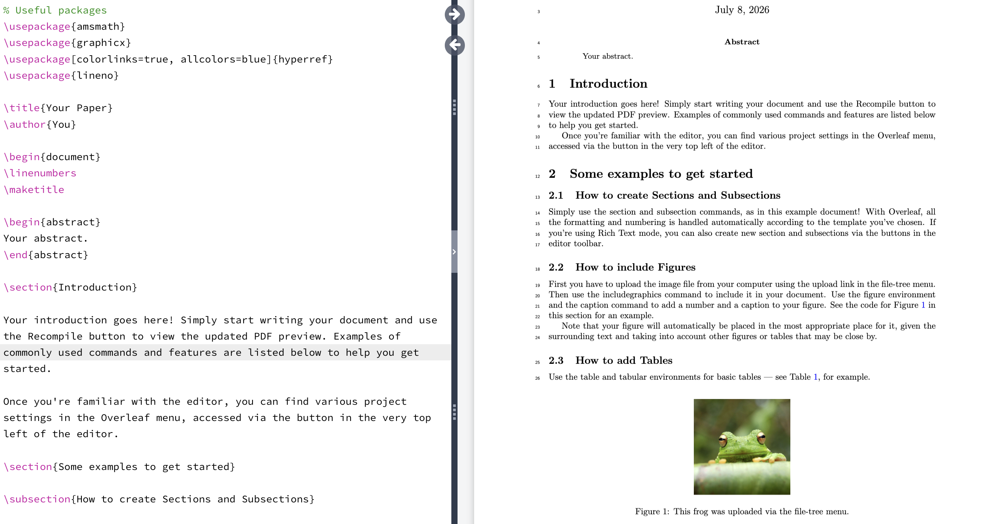 % Useful packages
\usepackage{amsmath}
\usepackage{graphicx}
\usepackage[colorlinks=true, allcolors=blue]{hyperref}
\usepackage{lineno}
\title{Your Paper}
\author{You}
\begin{document}
\linenumbers
\maketitle
\begin{abstract}
Your abstract.
\end{abstract}
\section{Introduction}
Your introduction goes here! Simply start writing your document and use
the Recompile button to view the updated PDF preview. Examples of
commonly used commands and features are listed below to help you get
started.
Once you're familiar with the editor, you can find various project
settings in the Overleaf menu, accessed via the button in the very top
left of the editor.
\section{Some examples to get started}
\subsection{How to create Sections and Subsections}
3 July 8, 2026
4 Abstract
5 Your abstract.
6 1 Introduction
7 Your introduction goes here! Simply start writing your document and use the Recompile button to
8 view the updated PDF preview. Examples of commonly used commands and features are listed below
9 to help you get started.
10 Once you're familiar with the editor, you can find various project settings in the Overleaf menu,
11 accessed via the button in the very top left of the editor.
12 2 Some examples to get started
13 2.1 How to create Sections and Subsections
14 Simply use the section and subsection commands, as in this example document! With Overleaf, all
15 the formatting and numbering is handled automatically according to the template you've chosen. If
16 you're using Rich Text mode, you can also create new section and subsections via the buttons in the
17 editor toolbar.
18 2.2 How to include Figures
19 First you have to upload the image file from your computer using the upload link in the file-tree menu.
20 Then use the includegraphics command to include it in your document. Use the figure environment
21 and the caption command to add a number and a caption to your figure. See the code for Figure 1 in
22 this section for an example.
23 Note that your figure will automatically be placed in the most appropriate place for it, given the
24 surrounding text and taking into account other figures or tables that may be close by.
25 2.3 How to add Tables
26 Use the table and tabular environments for basic tables — see Table 1, for example.
Figure 1: This frog was uploaded via the file-tree menu.